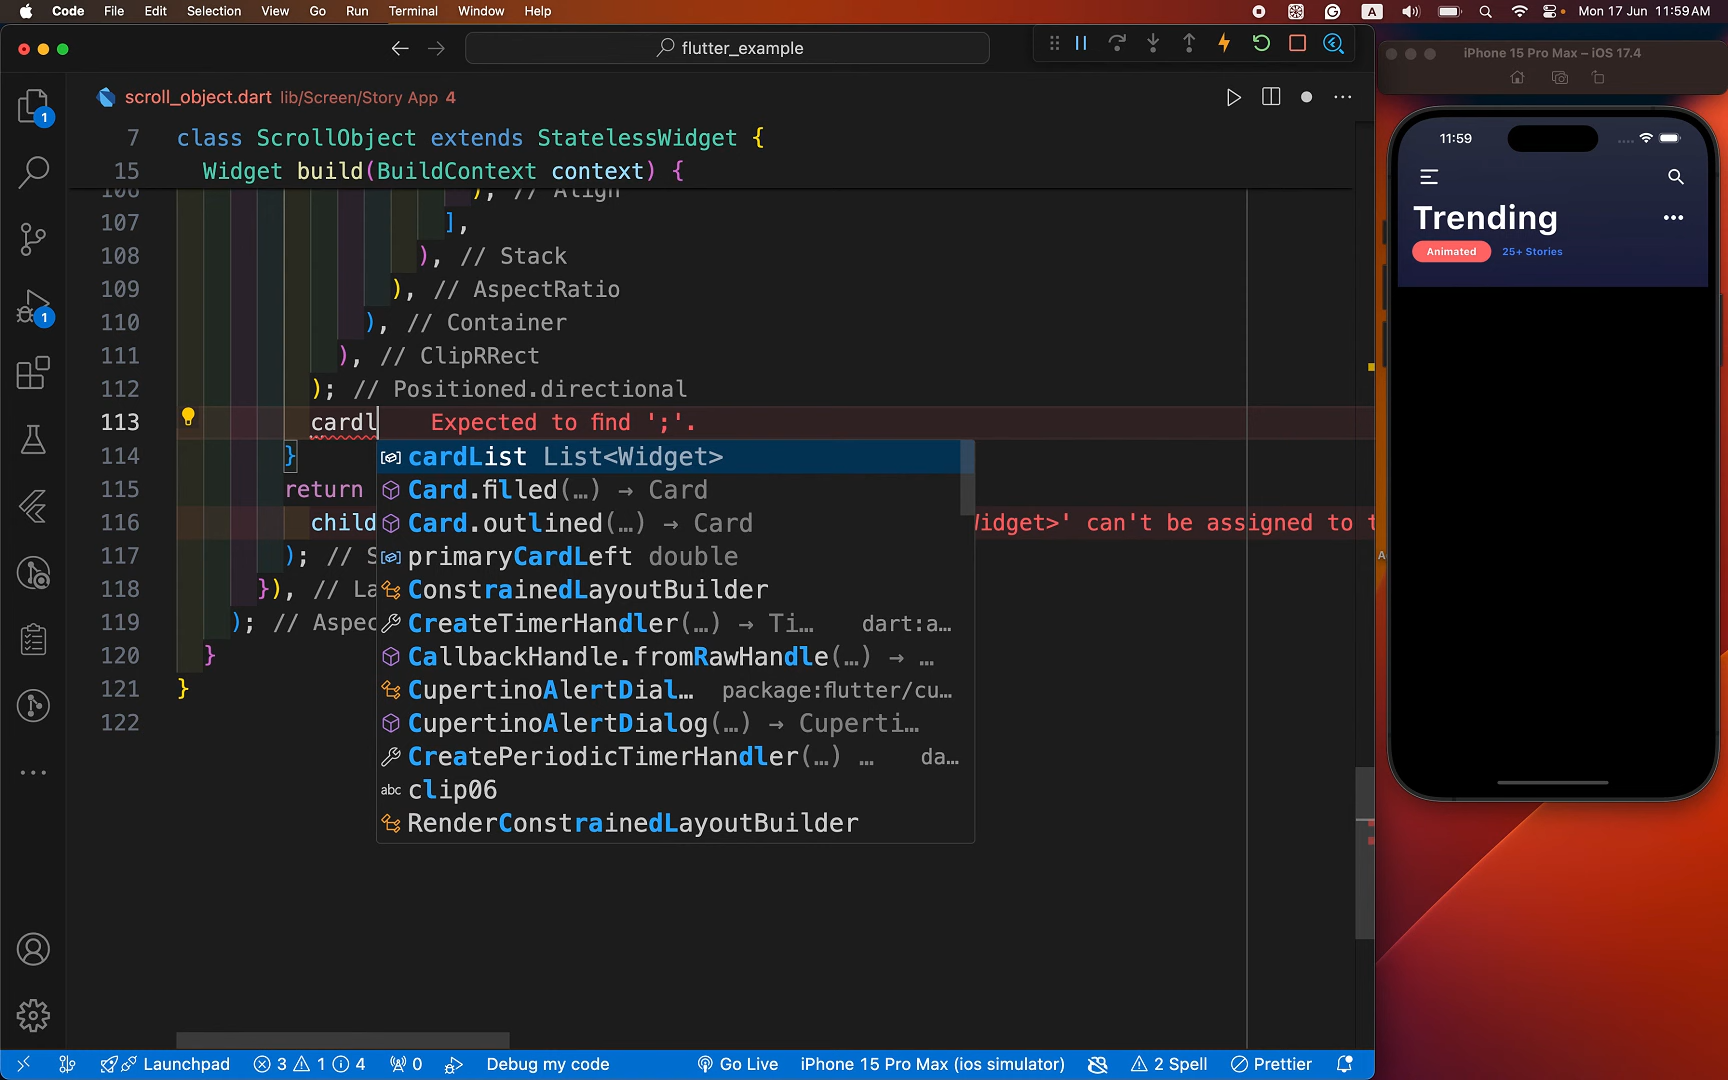 Code File Edit Selection View Go Run Terminal Window Help
A Mon 17 Jun 11:59 AM
flutter_example
scroll_object.dart lib/Screen/Story App 4
7 class ScrollObject extends StatelessWidget {
15 Widget build(BuildContext context) {
106 ), // Align
107 ],
108 ), // Stack
109 ), // AspectRatio
110 ), // Container
111 ), // ClipRRect
112 ); // Positioned.directional
113 cardl Expected to find ';'.
114 }
115 return
116 child Widget>' can't be assigned to t
117 ); // S
118 }), // La
119 ); // Aspec
120 }
121 }
122
cardList List<Widget>
Card.filled(…) → Card
Card.outlined(…) → Card
primaryCardLeft double
ConstrainedLayoutBuilder
CreateTimerHandler(…) → Ti… dart:a…
CallbackHandle.fromRawHandle(…) → …
CupertinoAlertDial… package:flutter/cu…
CupertinoAlertDialog(…) → Cuperti…
CreatePeriodicTimerHandler(…) … da…
abc clip06
RenderConstrainedLayoutBuilder
1
1
Launchpad 3 1 4 0 Debug my code Go Live iPhone 15 Pro Max (ios simulator) 2 Spell Prettier
iPhone 15 Pro Max – iOS 17.4
11:59
Trending
Animated 25+ Stories